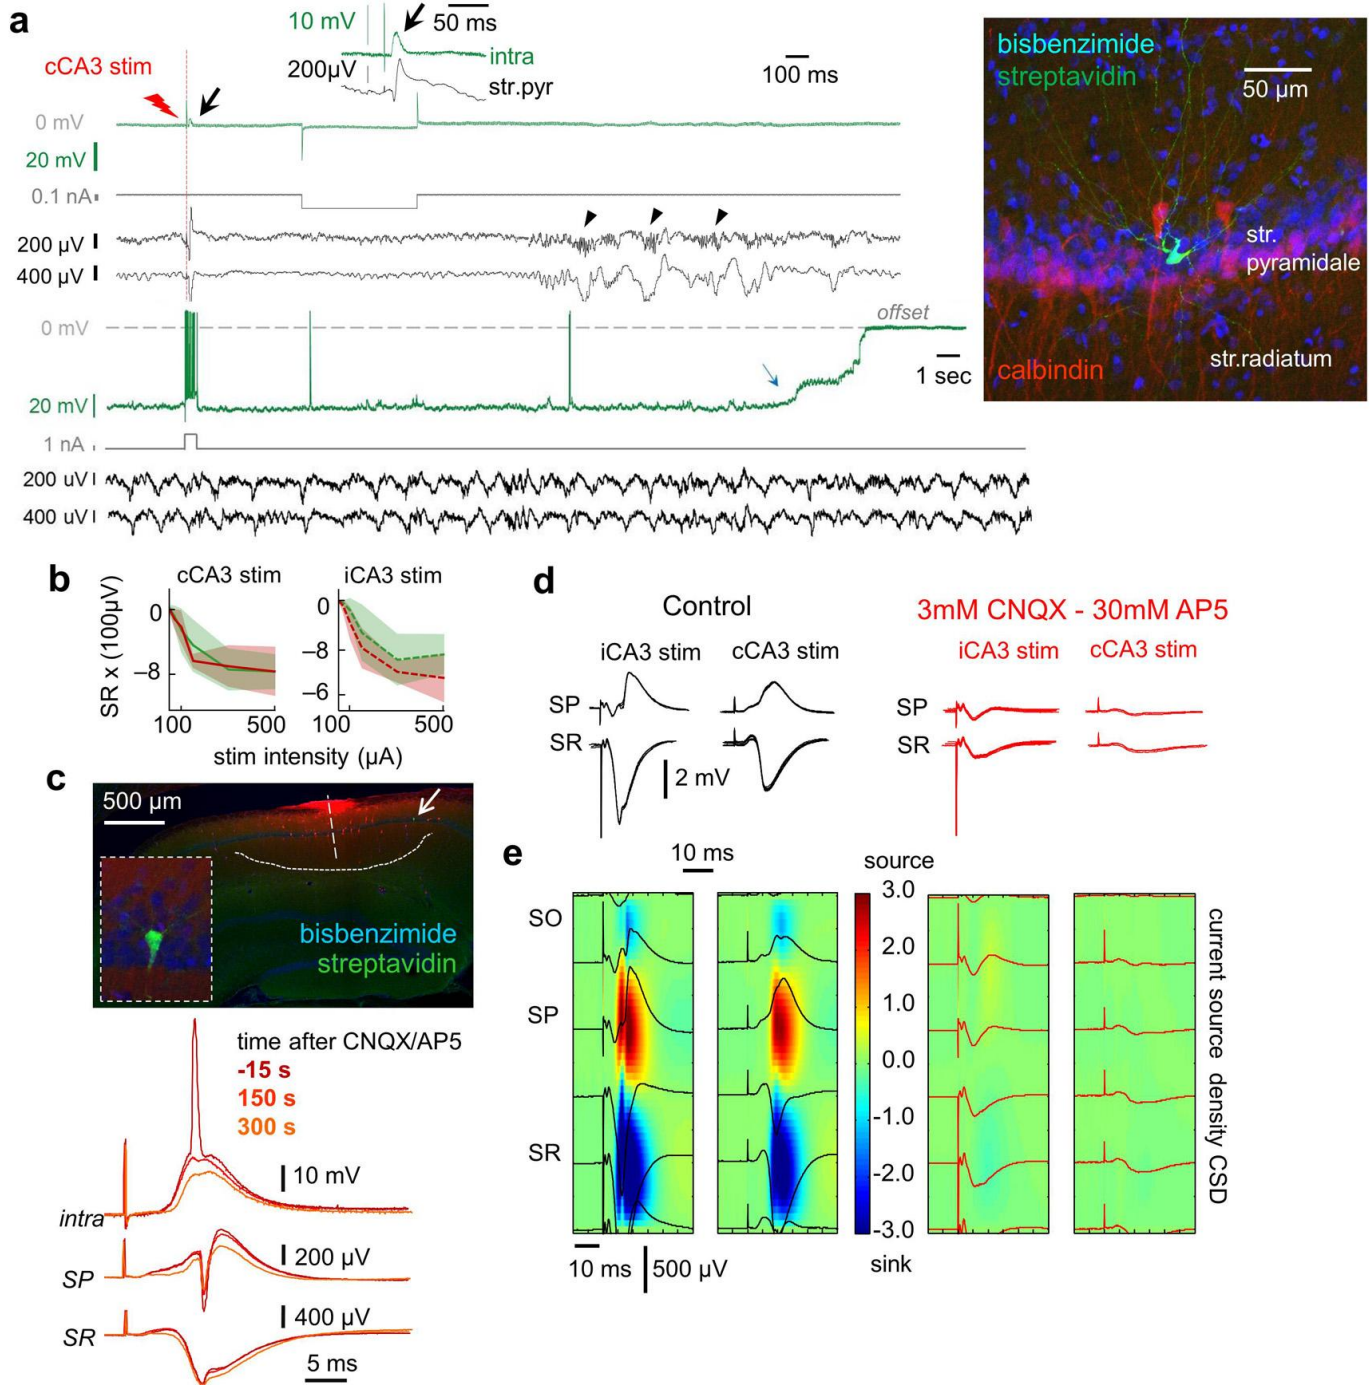 a
10 mV
50 ms
intra
200µV
str.pyr
cCA3 stim
100 ms
0 mV
20 mV
0.1 nA
200 µV
400 µV
0 mV
offset
1 sec
20 mV
1 nA
200 uV
400 uV
bisbenzimide
streptavidin
50 µm
str.
pyramidale
str.radiatum
calbindin
b
cCA3 stim
iCA3 stim
SR x (100µV)
0
−8
100
500
0
−8
−6
100
500
stim intensity (µA)
c
500 µm
bisbenzimide
streptavidin
time after CNQX/AP5
-15 s
150 s
300 s
10 mV
intra
200 µV
SP
400 µV
SR
5 ms
d
Control
3mM CNQX - 30mM AP5
iCA3 stim
cCA3 stim
iCA3 stim
cCA3 stim
SP
SR
2 mV
SP
SR
e
10 ms
source
SO
SP
SR
3.0
2.0
1.0
0.0
-1.0
-2.0
-3.0
sink
current source density CSD
10 ms
500 µV